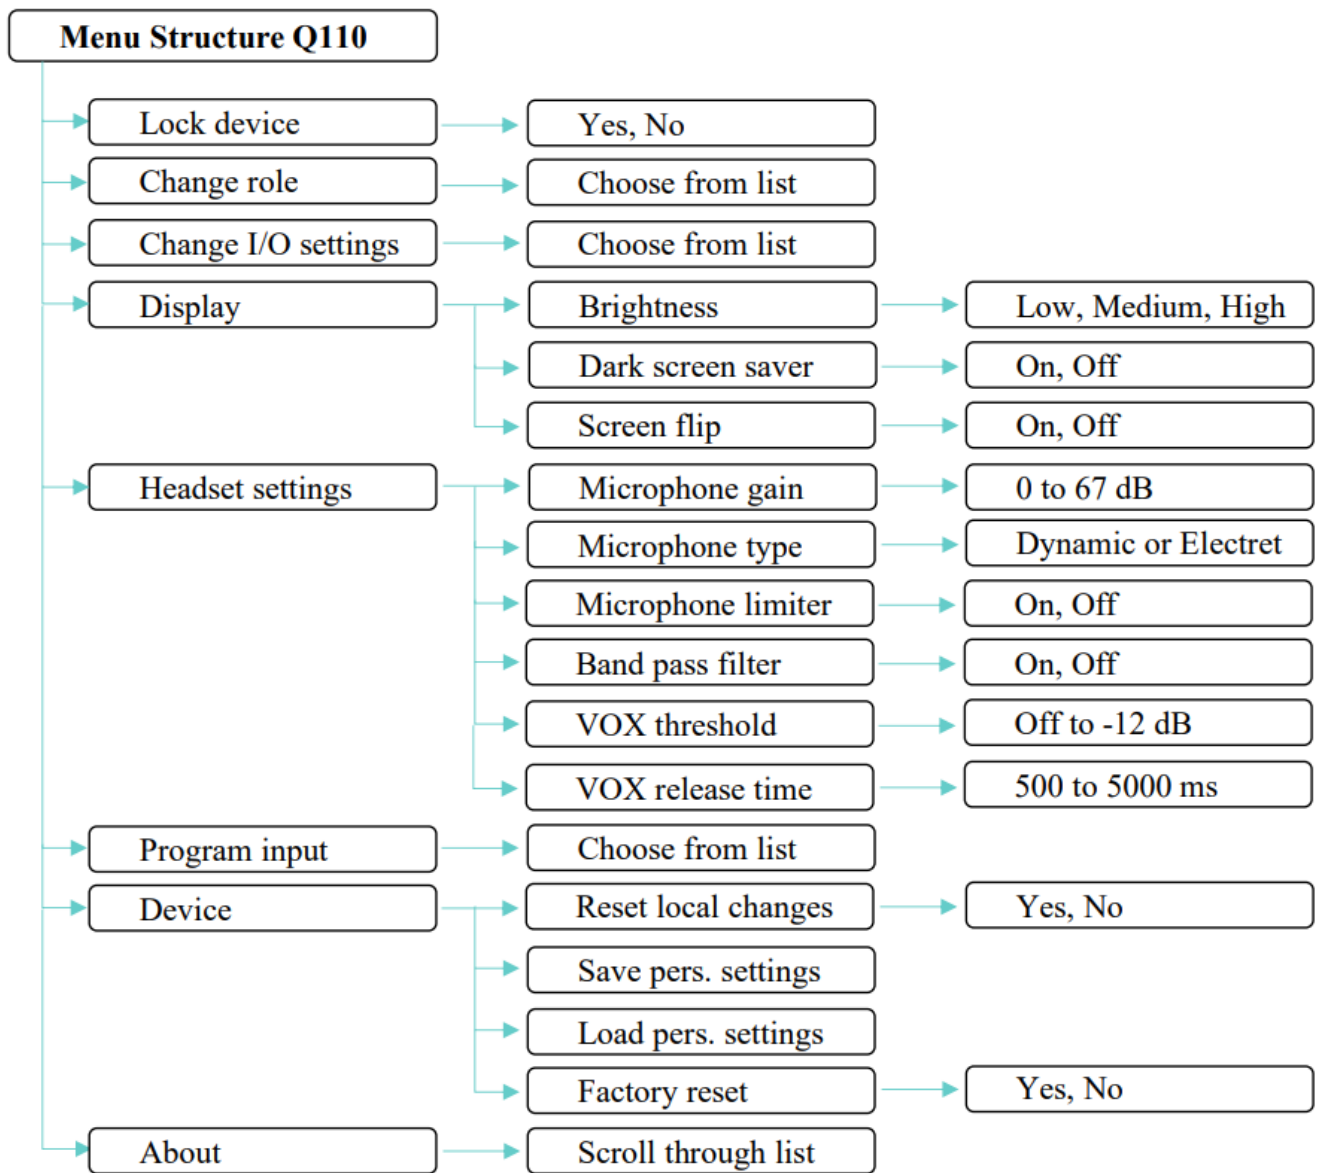 Menu Structure Q110
Lock device
Yes, No
Change role
Choose from list
Change I/O settings
Choose from list
Display
Brightness
Low, Medium, High
Dark screen saver
On, Off
Screen flip
On, Off
Headset settings
Microphone gain
0 to 67 dB
Microphone type
Dynamic or Electret
Microphone limiter
On, Off
Band pass filter
On, Off
VOX threshold
Off to -12 dB
VOX release time
500 to 5000 ms
Program input
Choose from list
Device
Reset local changes
Yes, No
Save pers. settings
Load pers. settings
Factory reset
Yes, No
About
Scroll through list